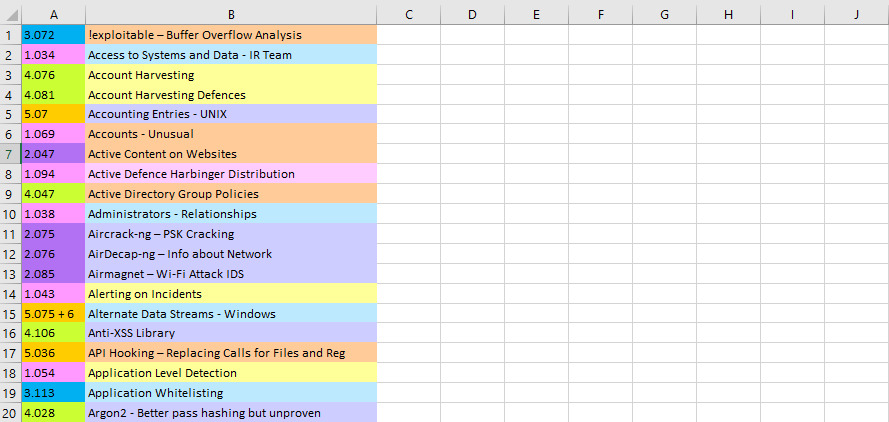 A B C D E F G H I J
1 3.072 !exploitable – Buffer Overflow Analysis
2 1.034 Access to Systems and Data - IR Team
3 4.076 Account Harvesting
4 4.081 Account Harvesting Defences
5 5.07 Accounting Entries - UNIX
6 1.069 Accounts - Unusual
7 2.047 Active Content on Websites
8 1.094 Active Defence Harbinger Distribution
9 4.047 Active Directory Group Policies
10 1.038 Administrators - Relationships
11 2.075 Aircrack-ng – PSK Cracking
12 2.076 AirDecap-ng – Info about Network
13 2.085 Airmagnet – Wi-Fi Attack IDS
14 1.043 Alerting on Incidents
15 5.075 + 6 Alternate Data Streams - Windows
16 4.106 Anti-XSS Library
17 5.036 API Hooking – Replacing Calls for Files and Reg
18 1.054 Application Level Detection
19 3.113 Application Whitelisting
20 4.028 Argon2 - Better pass hashing but unproven